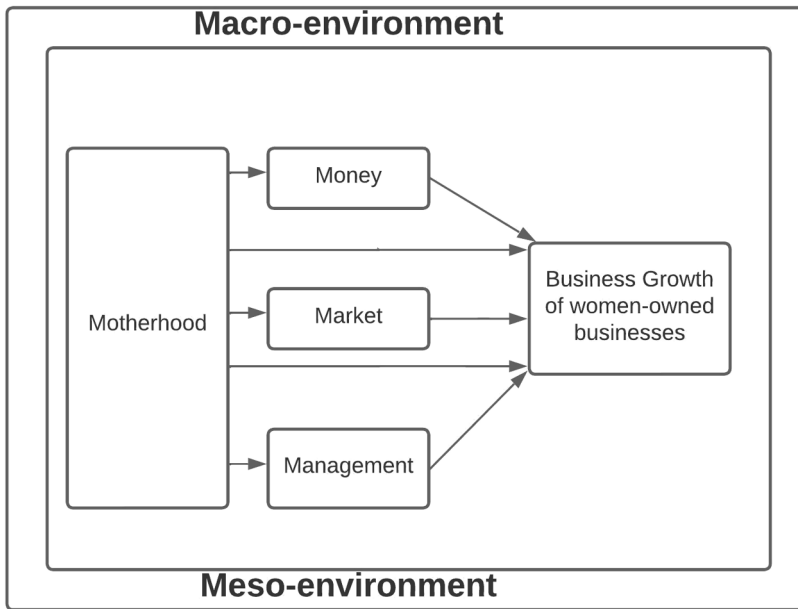 Macro-environment
Money
Motherhood
Market
Business Growth
of women-owned
businesses
Management
Meso-environment